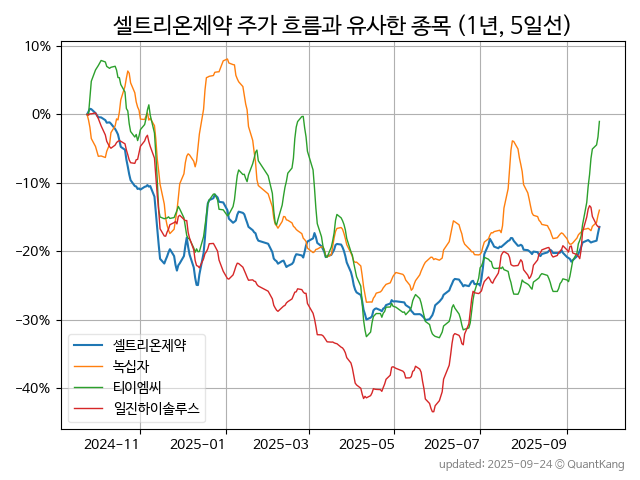 셀트리온제약 주가 흐름과 유사한 종목 (1년, 5일선)
10%
0%
−10%
−20%
−30%
−40%
셀트리온제약
녹십자
티이엠씨
일진하이솔루스
2024-11
2025-01
2025-03
2025-05
2025-07
2025-09
updated: 2025-09-24 © QuantKang